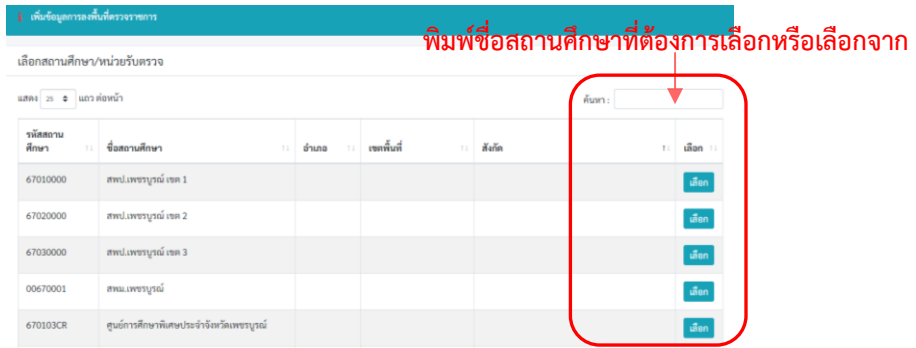 เพิ่มข้อมูลการลงพื้นที่ตรวจราชการ
พิมพ์ชื่อสถานศึกษาที่ต้องการเลือกหรือเลือกจาก
เลือกสถานศึกษา/หน่วยรับตรวจ
แสดง 25 แถว ต่อหน้า
ค้นหา :
รหัสสถานศึกษา ชื่อสถานศึกษา อำเภอ เขตพื้นที่ สังกัด เลือก
67010000 สพป.เพชรบูรณ์ เขต 1 เลือก
67020000 สพป.เพชรบูรณ์ เขต 2 เลือก
67030000 สพป.เพชรบูรณ์ เขต 3 เลือก
00670001 สพม.เพชรบูรณ์ เลือก
670103CR ศูนย์การศึกษาพิเศษประจำจังหวัดเพชรบูรณ์ เลือก